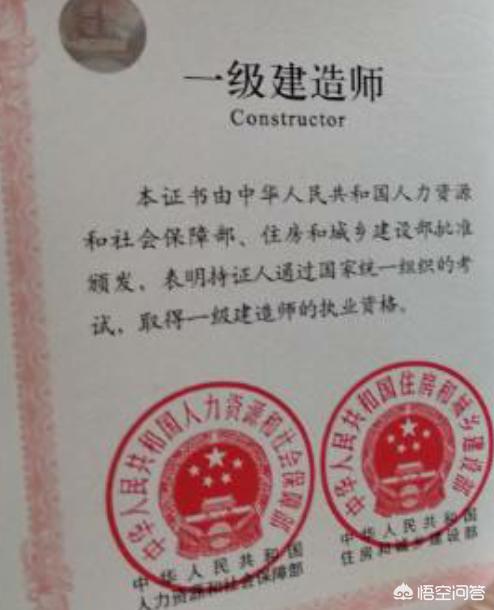 一级建造师
Constructor
本证书由中华人民共和国人力资源
和社会保障部、住房和城乡建设部批准
颁发，表明持证人通过国家统一组织的考
试，取得一级建造师的执业资格。
中华人民共和国人力资源和社会保障部
中华人民共和国住房和城乡建设部
中华人民共和国
人力资源和社会保障部
中华人民共和国
住房和城乡建设部
悟空问答